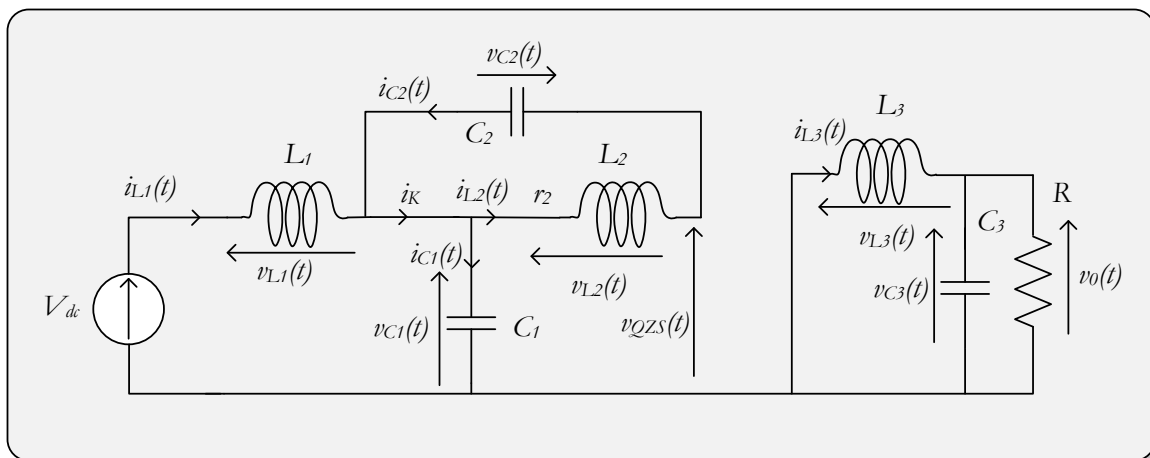 vC2(t)
iC2(t)
C2
L3
iL3(t)
L1
L2
iL1(t)
iK
iL2(t)
r2
R
C3
iC1(t)
vL1(t)
vL2(t)
vL3(t)
Vdc
vC1(t)
C1
vQZS(t)
vC3(t)
v0(t)